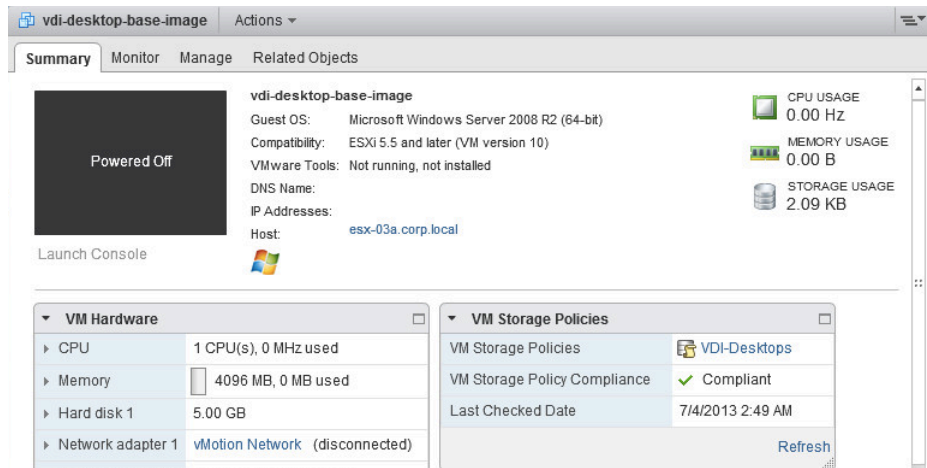 vdi-desktop-base-image Actions
Summary Monitor Manage Related Objects
Powered Off
Launch Console
vdi-desktop-base-image
Guest OS: Microsoft Windows Server 2008 R2 (64-bit)
Compatibility: ESXi 5.5 and later (VM version 10)
VMware Tools: Not running, not installed
DNS Name:
IP Addresses:
Host: esx-03a.corp.local
CPU USAGE
0.00 Hz
MEMORY USAGE
0.00 B
STORAGE USAGE
2.09 KB
VM Hardware
CPU 1 CPU(s), 0 MHz used
Memory 4096 MB, 0 MB used
Hard disk 1 5.00 GB
Network adapter 1 vMotion Network (disconnected)
VM Storage Policies
VM Storage Policies VDI-Desktops
VM Storage Policy Compliance Compliant
Last Checked Date 7/4/2013 2:49 AM
Refresh